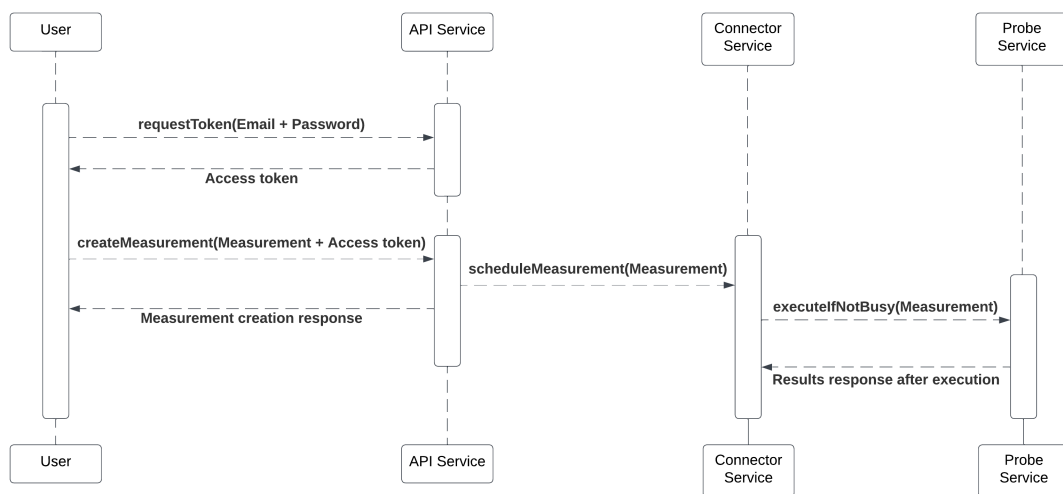 User
API Service
Connector
Service
Probe
Service
requestToken(Email + Password)
Access token
createMeasurement(Measurement + Access token)
scheduleMeasurement(Measurement)
Measurement creation response
executeIfNotBusy(Measurement)
Results response after execution
User
API Service
Connector
Service
Probe
Service